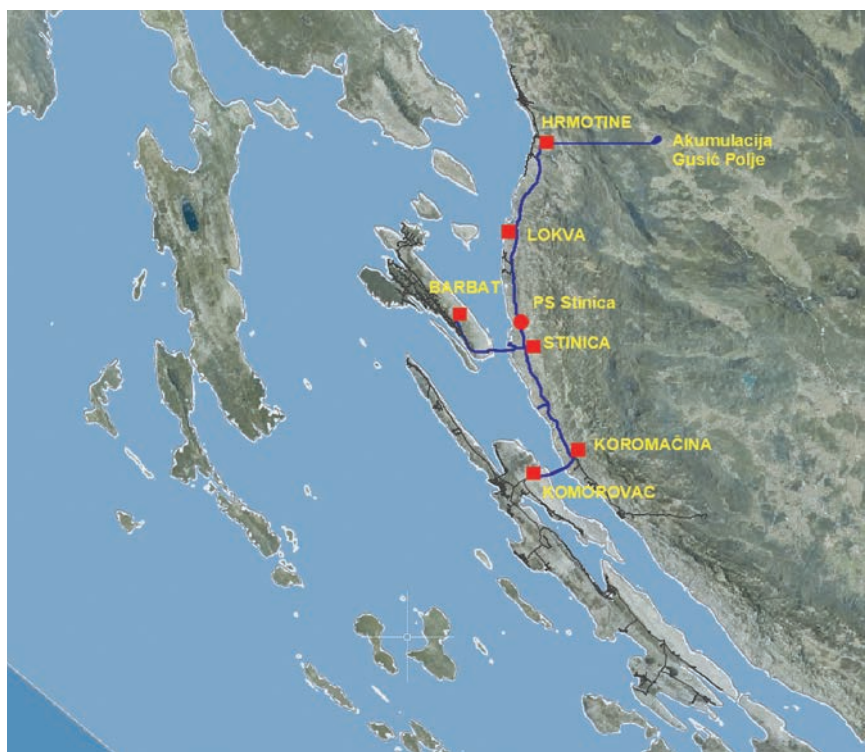 HRMOTINE
Akumulacija
Gusić Polje
LOKVA
BARBAT
PS Stinica
STINICA
KOROMAČINA
KOMOROVAC